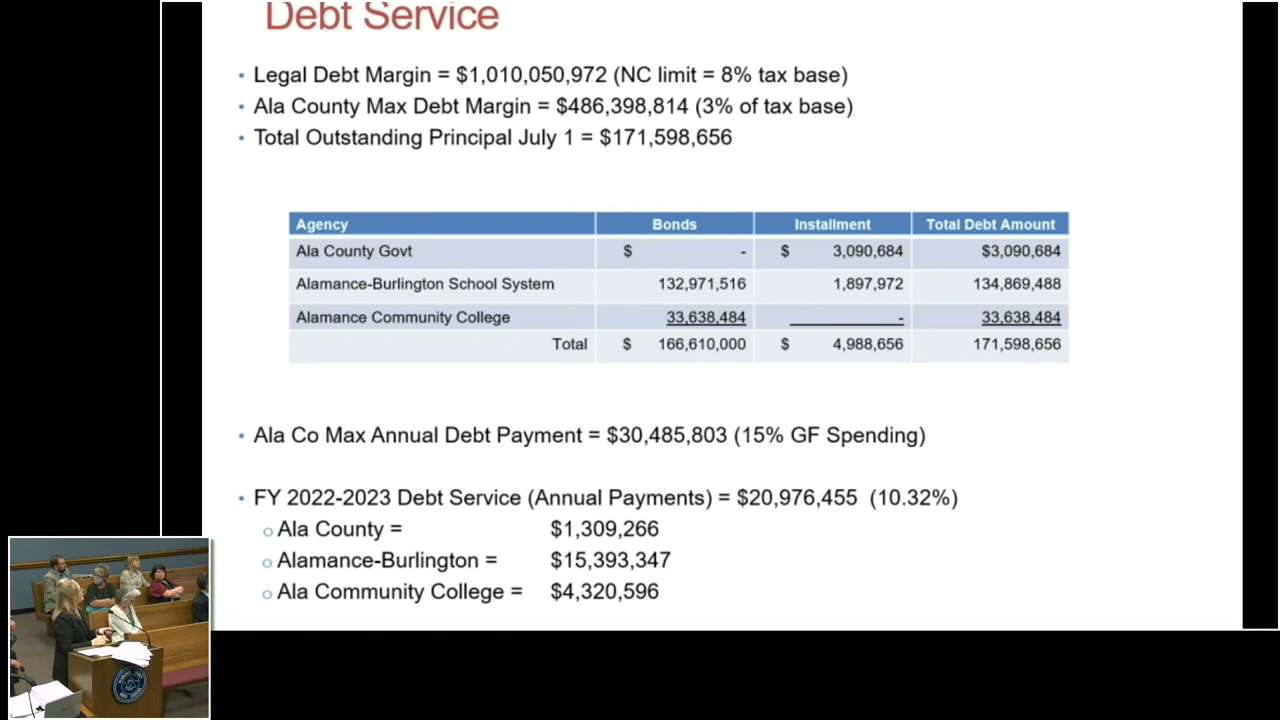 Debt Service
• Legal Debt Margin = $1,010,050,972 (NC limit = 8% tax base)
• Ala County Max Debt Margin = $486,398,814 (3% of tax base)
• Total Outstanding Principal July 1 = $171,598,656
Agency Bonds Installment Total Debt Amount
Ala County Govt $ - $ 3,090,684 $3,090,684
Alamance-Burlington School System 132,971,516 1,897,972 134,869,488
Alamance Community College 33,638,484 - 33,638,484
Total $ 166,610,000 $ 4,988,656 171,598,656
• Ala Co Max Annual Debt Payment = $30,485,803 (15% GF Spending)
• FY 2022-2023 Debt Service (Annual Payments) = $20,976,455 (10.32%)
o Ala County = $1,309,266
o Alamance-Burlington = $15,393,347
o Ala Community College = $4,320,596